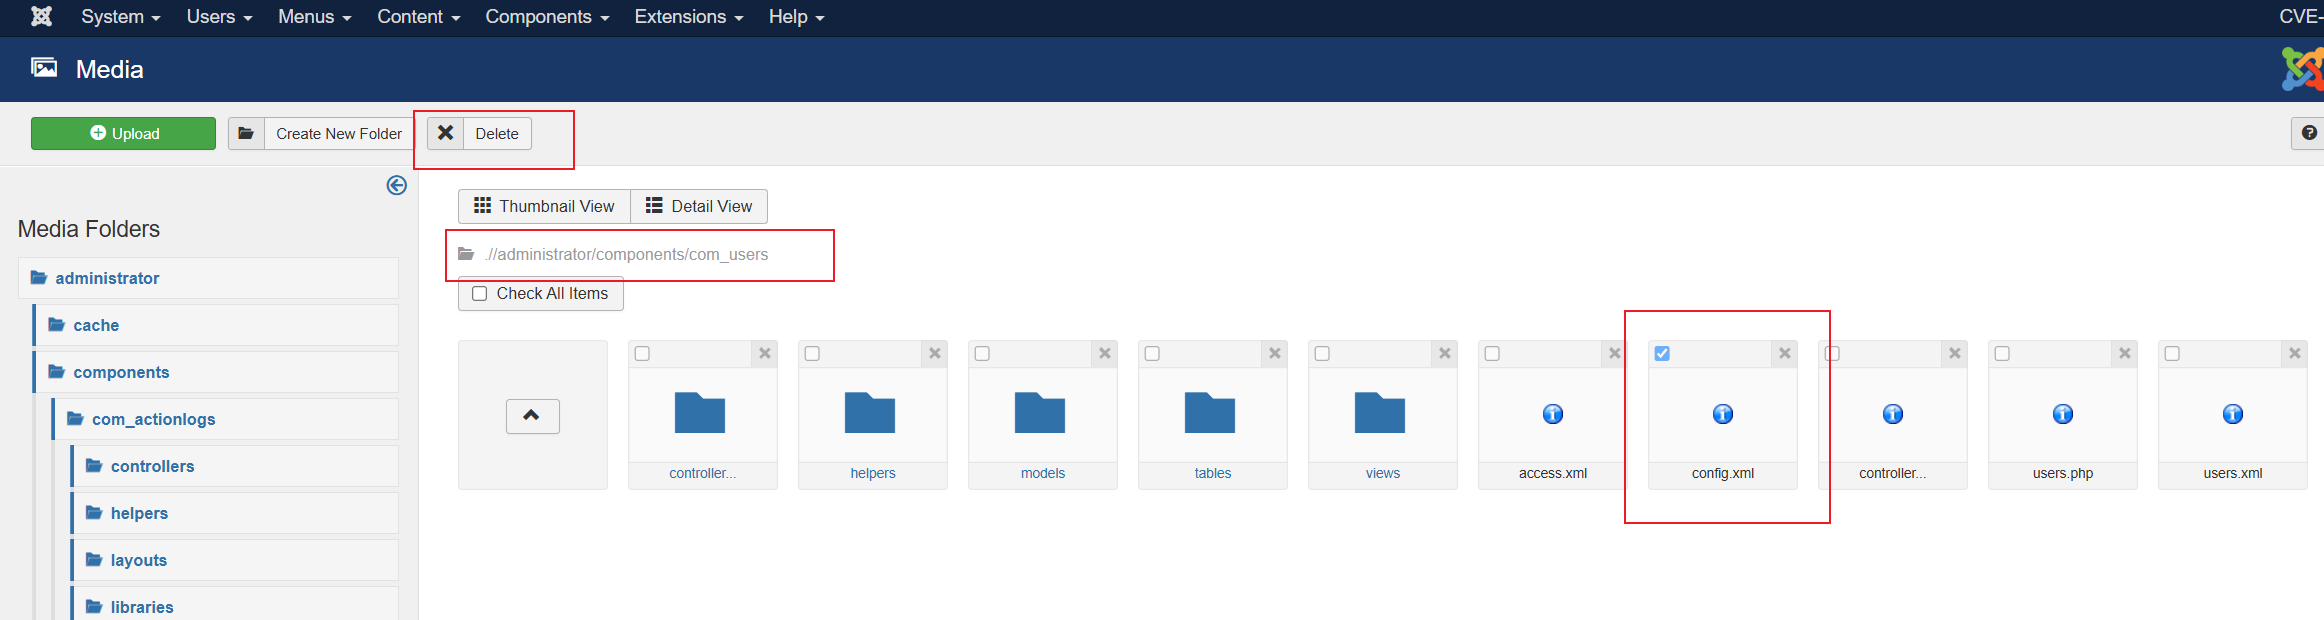 System Users Menus Content Components Extensions Help CVE-
Media
Upload Create New Folder Delete
Thumbnail View Detail View
Media Folders
.//administrator/components/com_users
administrator
Check All Items
cache
components
com_actionlogs
controllers
helpers
layouts
libraries
controller... helpers models tables views access.xml config.xml controller... users.php users.xml